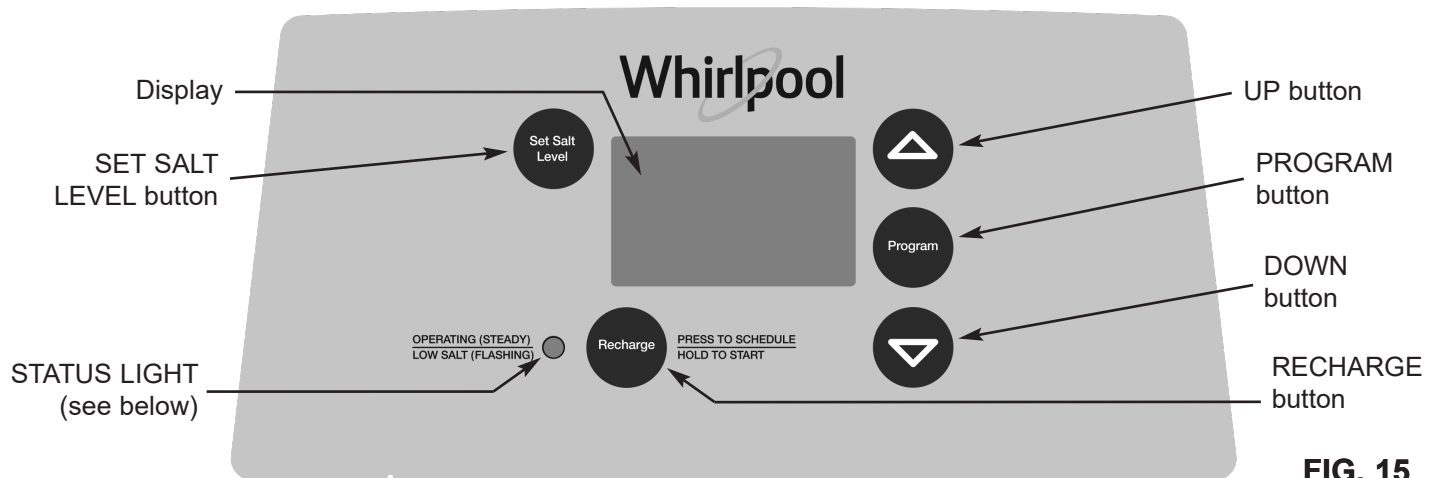 Whirlpool
Display
Set Salt
Level
SET SALT
LEVEL button
UP button
PROGRAM
button
Program
DOWN
button
OPERATING (STEADY)
LOW SALT (FLASHING)
Recharge
PRESS TO SCHEDULE
HOLD TO START
STATUS LIGHT
(see below)
RECHARGE
button
FIG. 15